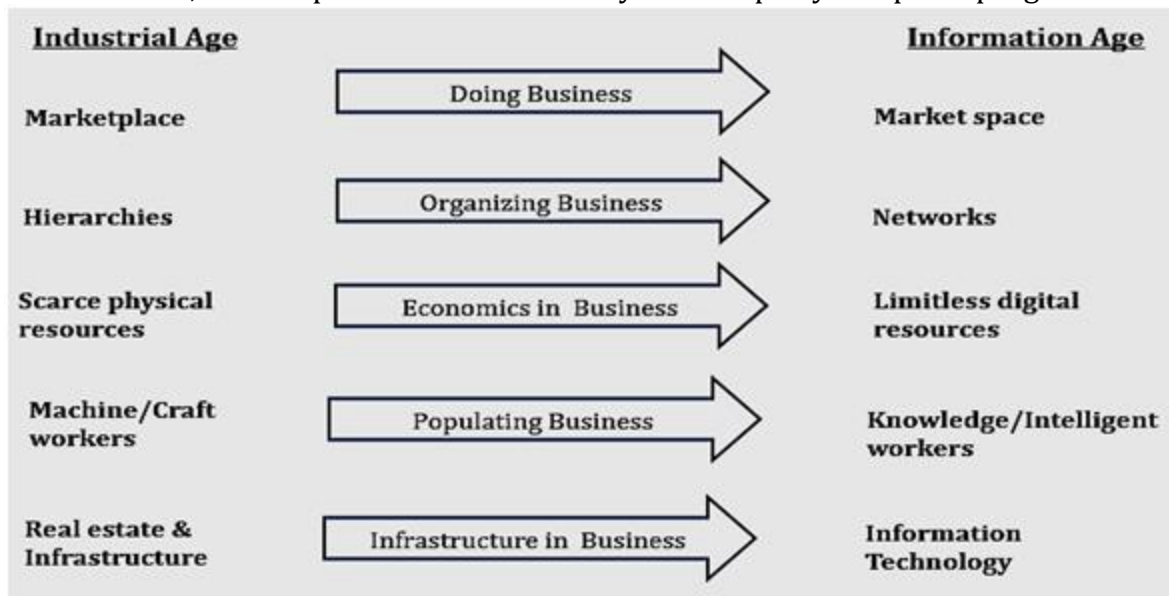 Industrial Age
Information Age
Marketplace
Doing Business
Market space
Hierarchies
Organizing Business
Networks
Scarce physical
resources
Economics in  Business
Limitless digital
resources
Machine/Craft
workers
Populating Business
Knowledge/Intelligent
workers
Real estate &
Infrastructure
Infrastructure in  Business
Information
Technology